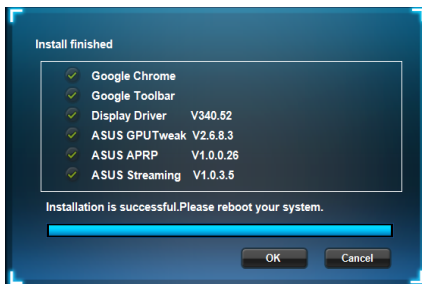 Install finished
Google Chrome
Google Toolbar
Display Driver V340.52
ASUS GPUTweak V2.6.8.3
ASUS APRP V1.0.0.26
ASUS Streaming V1.0.3.5
Installation is successful.Please reboot your system.
OK Cancel